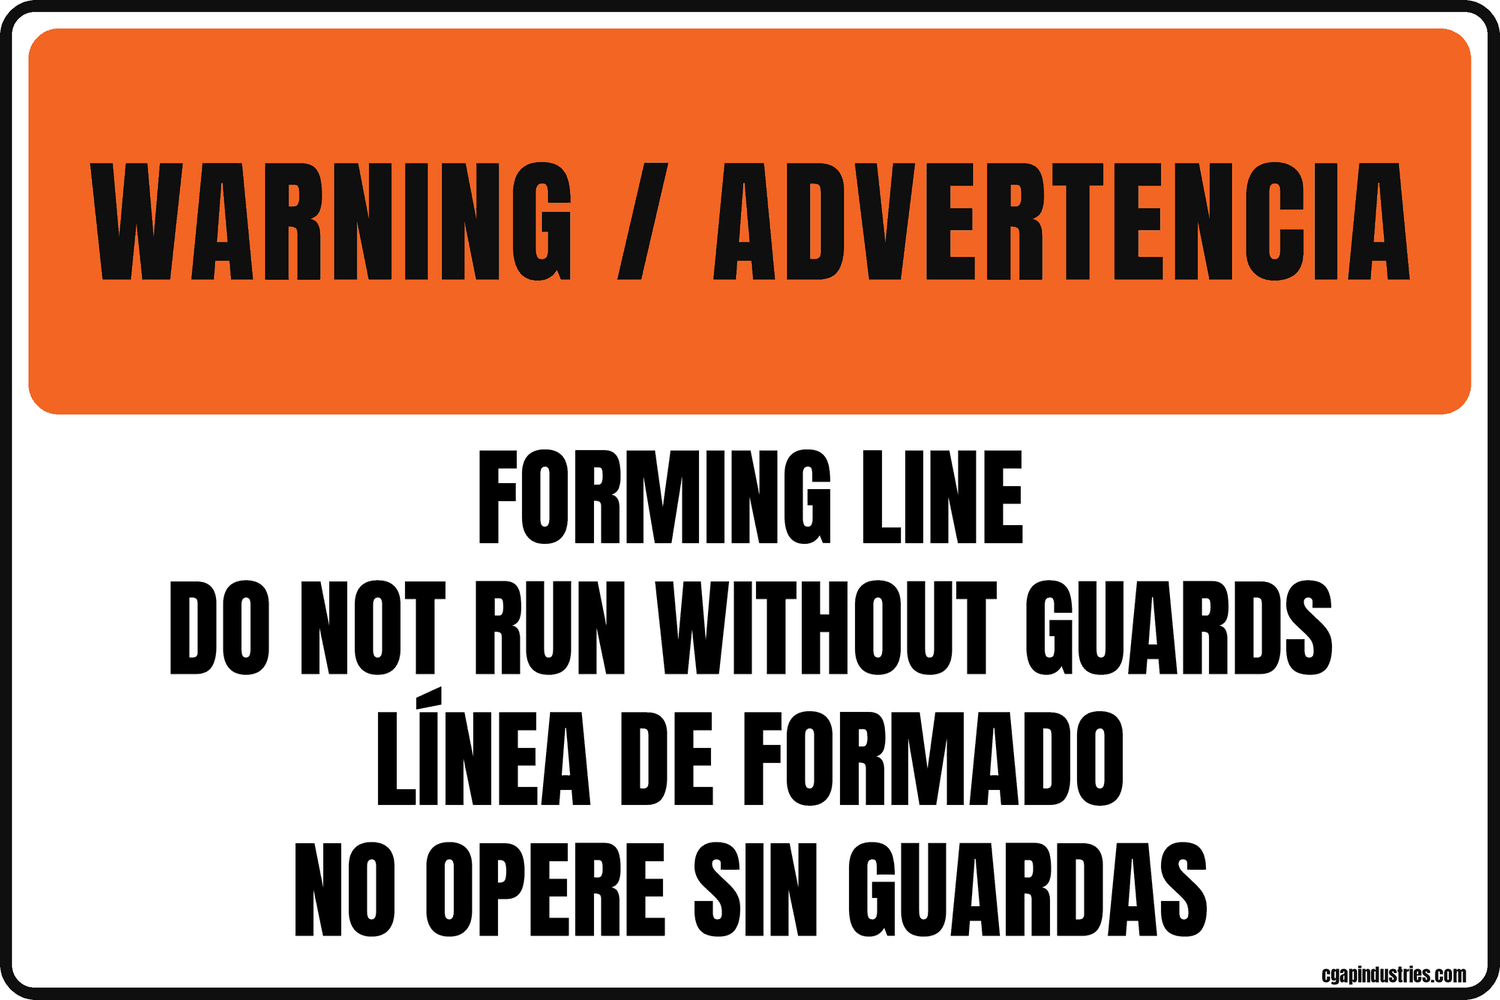 WARNING / ADVERTENCIA
FORMING LINE
DO NOT RUN WITHOUT GUARDS
LÍNEA DE FORMADO
NO OPERE SIN GUARDAS
cgapindustries.com